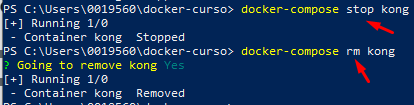 PS C:\Users\0019560\docker-curso> docker-compose stop kong
[+] Running 1/0
- Container kong  Stopped
PS C:\Users\0019560\docker-curso> docker-compose rm kong
? Going to remove kong Yes
[+] Running 1/0
- Container kong  Removed